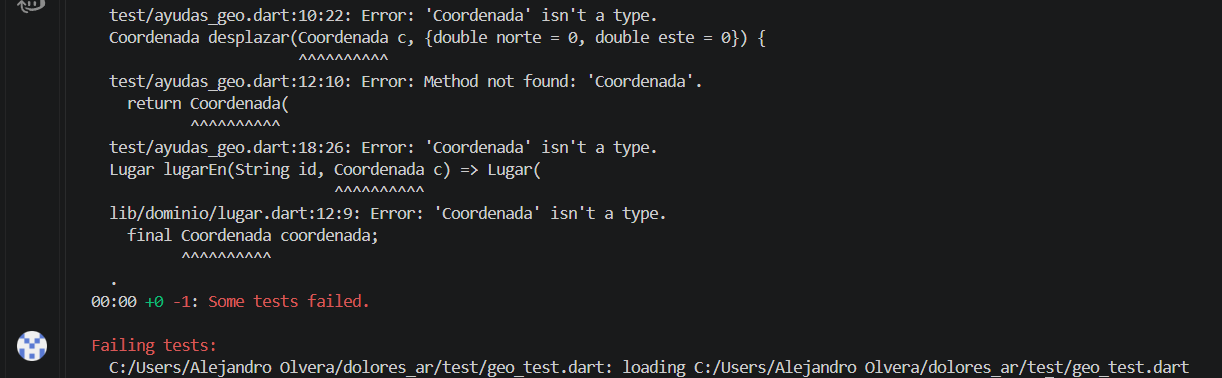 test/ayudas_geo.dart:10:22: Error: 'Coordenada' isn't a type.
Coordenada desplazar(Coordenada c, {double norte = 0, double este = 0}) {
                     ^^^^^^^^^^
test/ayudas_geo.dart:12:10: Error: Method not found: 'Coordenada'.
  return Coordenada(
         ^^^^^^^^^^
test/ayudas_geo.dart:18:26: Error: 'Coordenada' isn't a type.
Lugar lugarEn(String id, Coordenada c) => Lugar(
                         ^^^^^^^^^^
lib/dominio/lugar.dart:12:9: Error: 'Coordenada' isn't a type.
  final Coordenada coordenada;
        ^^^^^^^^^^
.
00:00 +0 -1: Some tests failed.
Failing tests:
C:/Users/Alejandro Olvera/dolores_ar/test/geo_test.dart: loading C:/Users/Alejandro Olvera/dolores_ar/test/geo_test.dart